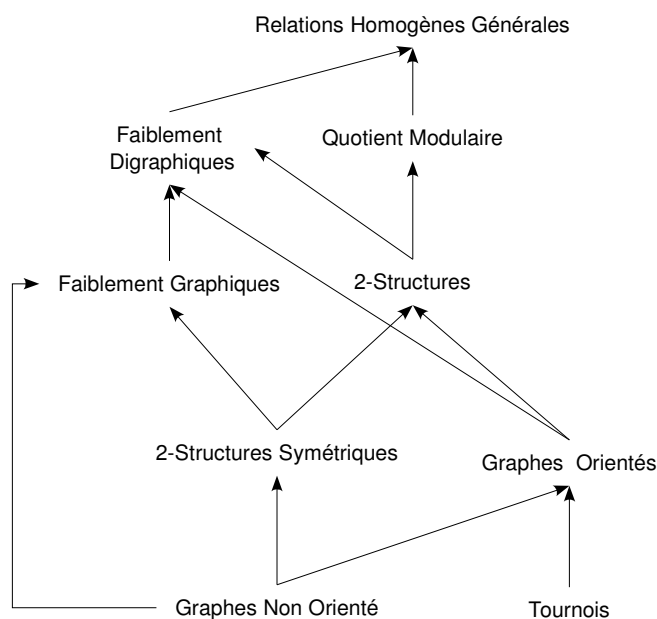 Relations Homogènes Générales
Faiblement
Digraphiques
Quotient Modulaire
Faiblement Graphiques
2-Structures
2-Structures Symétriques
Graphes Orientés
Graphes Non Orienté
Tournois